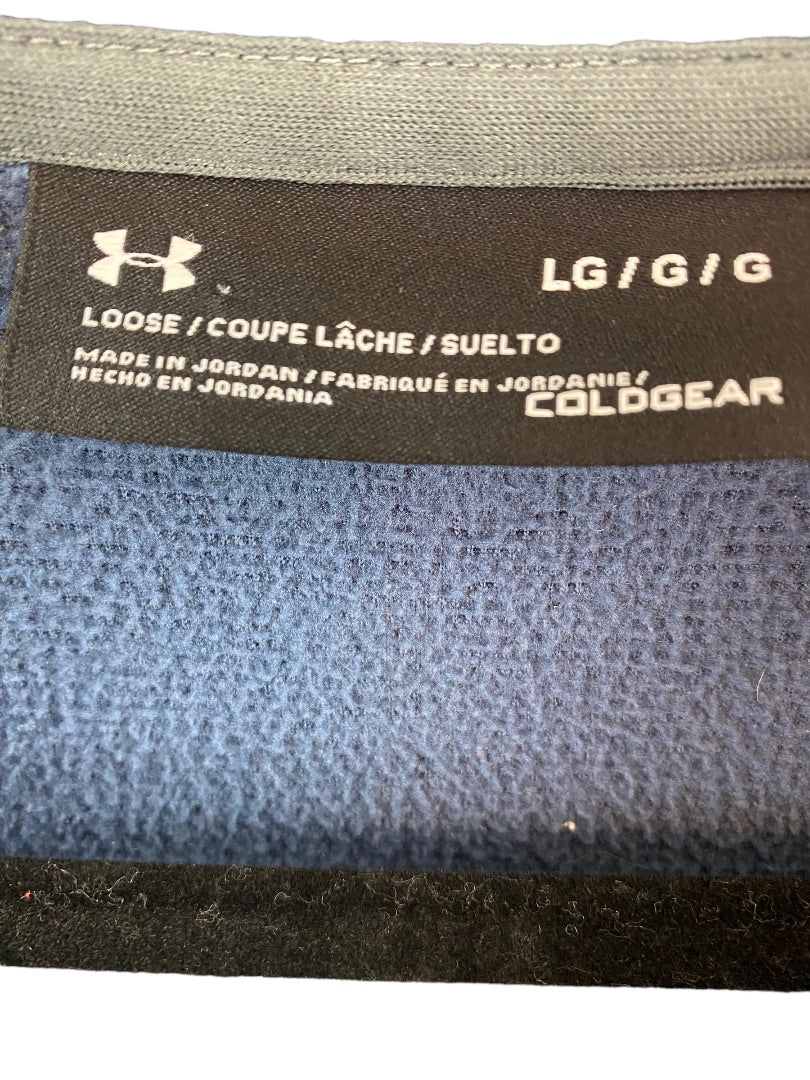 LG / G / G
LOOSE / COUPE LÂCHE / SUELTO
MADE IN JORDAN / FABRIQUÉ EN JORDANIE /
HECHO EN JORDANIA
COLDGEAR